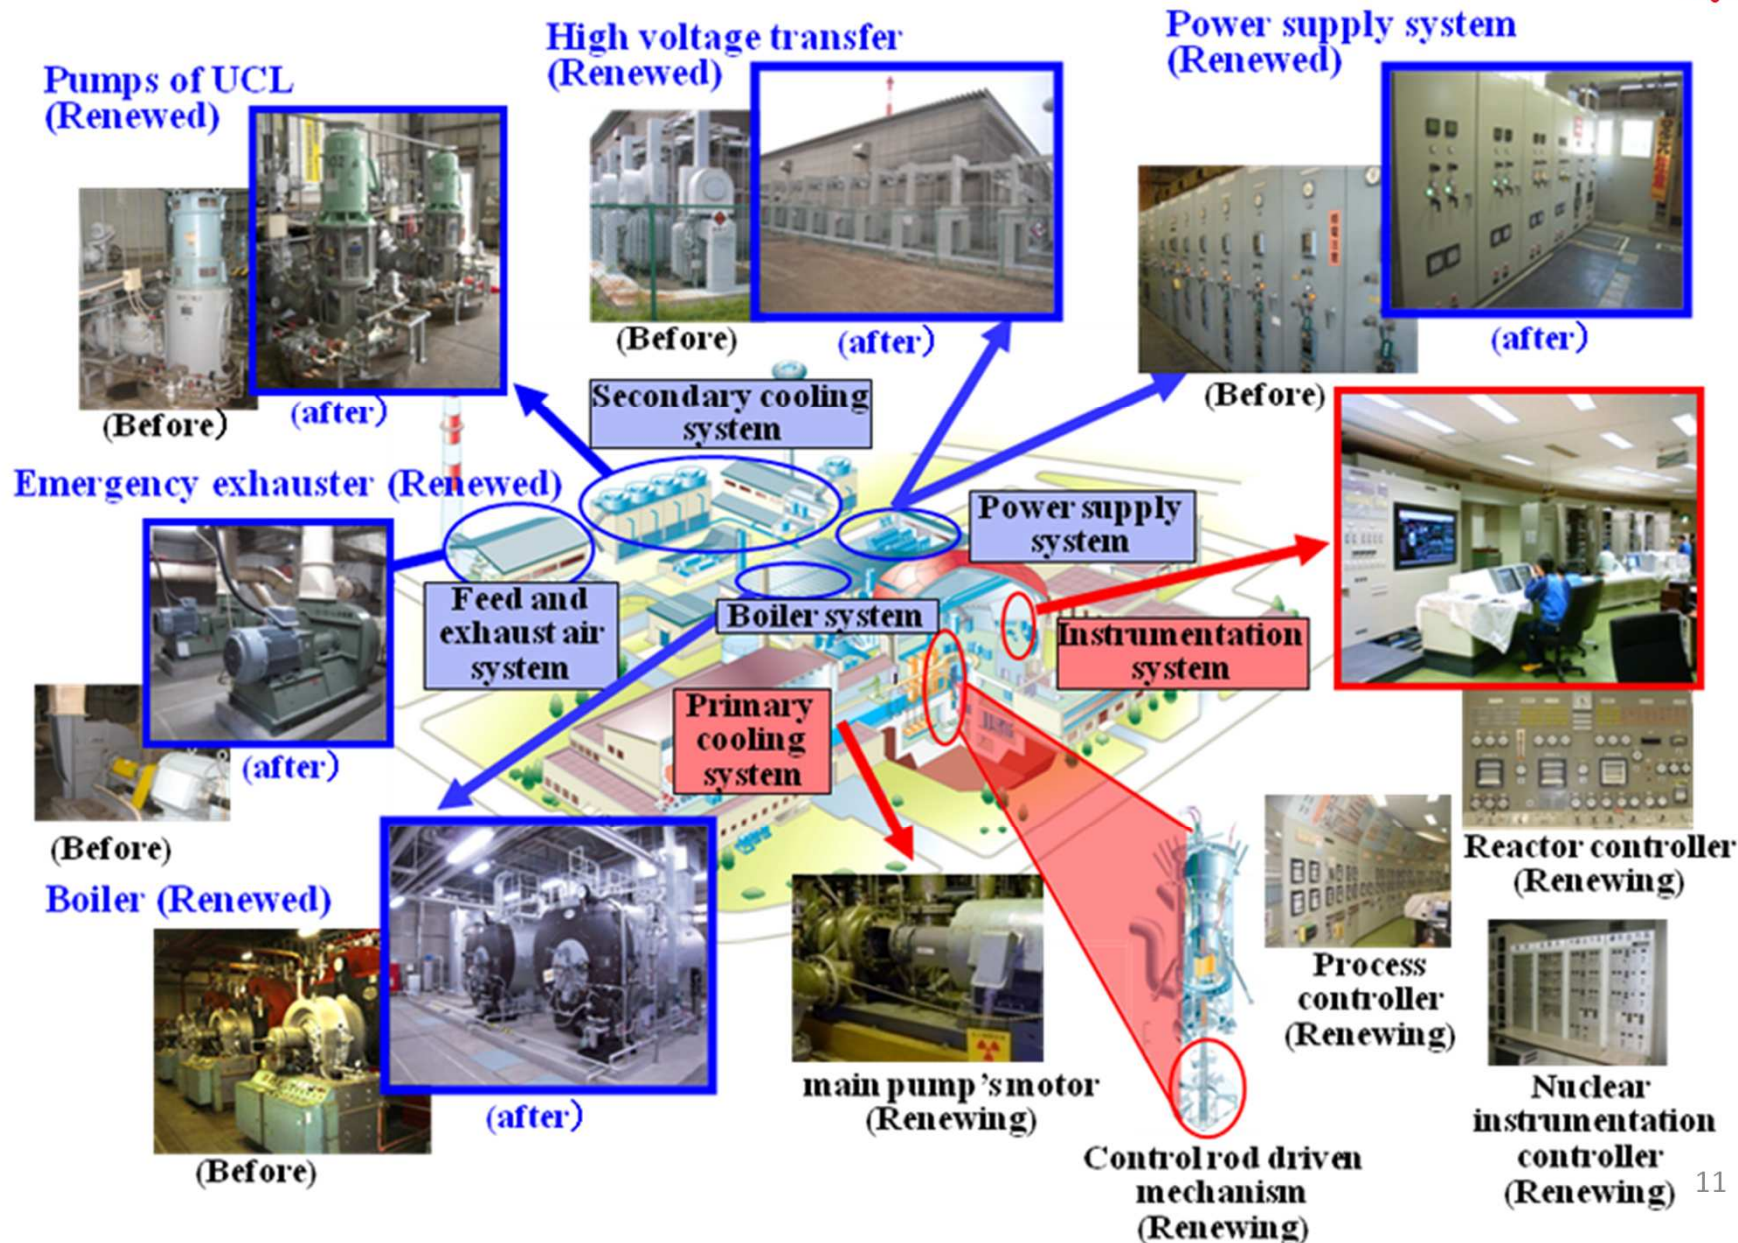 High voltage transfer
(Renewed)
Power supply system
(Renewed)
Pumps of UCL
(Renewed)
(Before)
(after)
(Before)
(after)
(Before)
(after)
Secondary cooling
system
Emergency exhauster (Renewed)
Power supply
system
Feed and
exhaust air
system
Boiler system
Instrumentation
system
Primary
cooling
system
(after)
(Before)
Boiler (Renewed)
Reactor controller
(Renewing)
Process
controller
(Renewing)
main pump's motor
(Renewing)
Nuclear
instrumentation
controller
(Renewing)
(after)
(Before)
Control rod driven
mechanism
(Renewing)
11